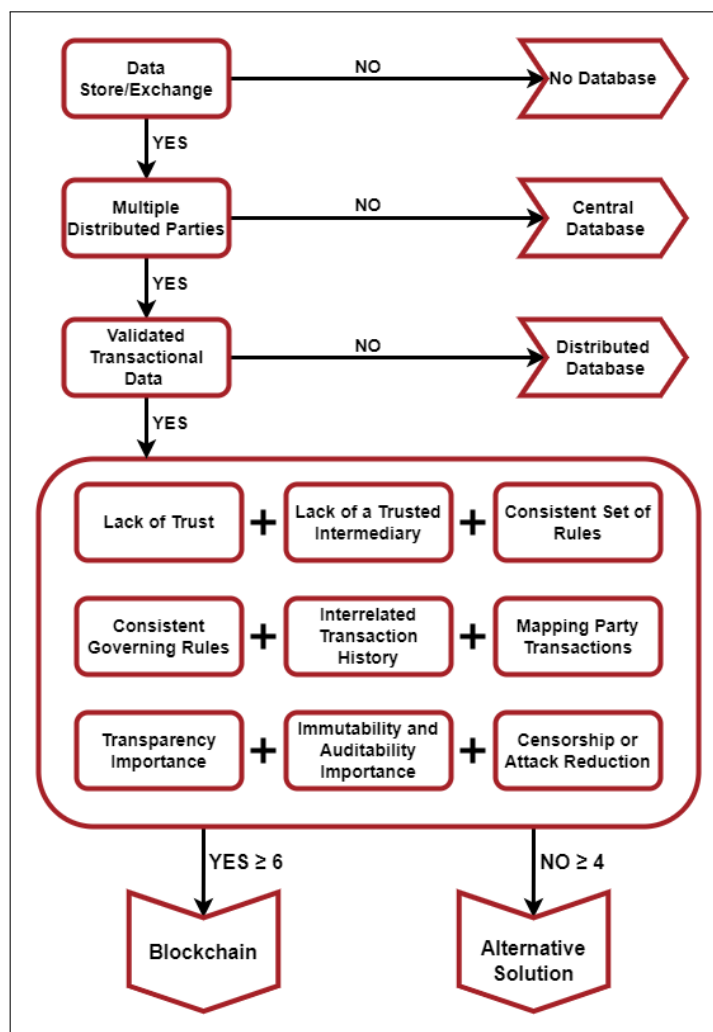 Data
Store/Exchange
NO
No Database
YES
Multiple
Distributed Parties
NO
Central
Database
YES
Validated
Transactional
Data
NO
Distributed
Database
YES
Lack of Trust
+
Lack of a Trusted
Intermediary
+
Consistent Set of
Rules
Consistent
Governing Rules
+
Interrelated
Transaction
History
+
Mapping Party
Transactions
Transparency
Importance
+
Immutability and
Auditability
Importance
+
Censorship or
Attack Reduction
YES ≥ 6
NO ≥ 4
Blockchain
Alternative
Solution